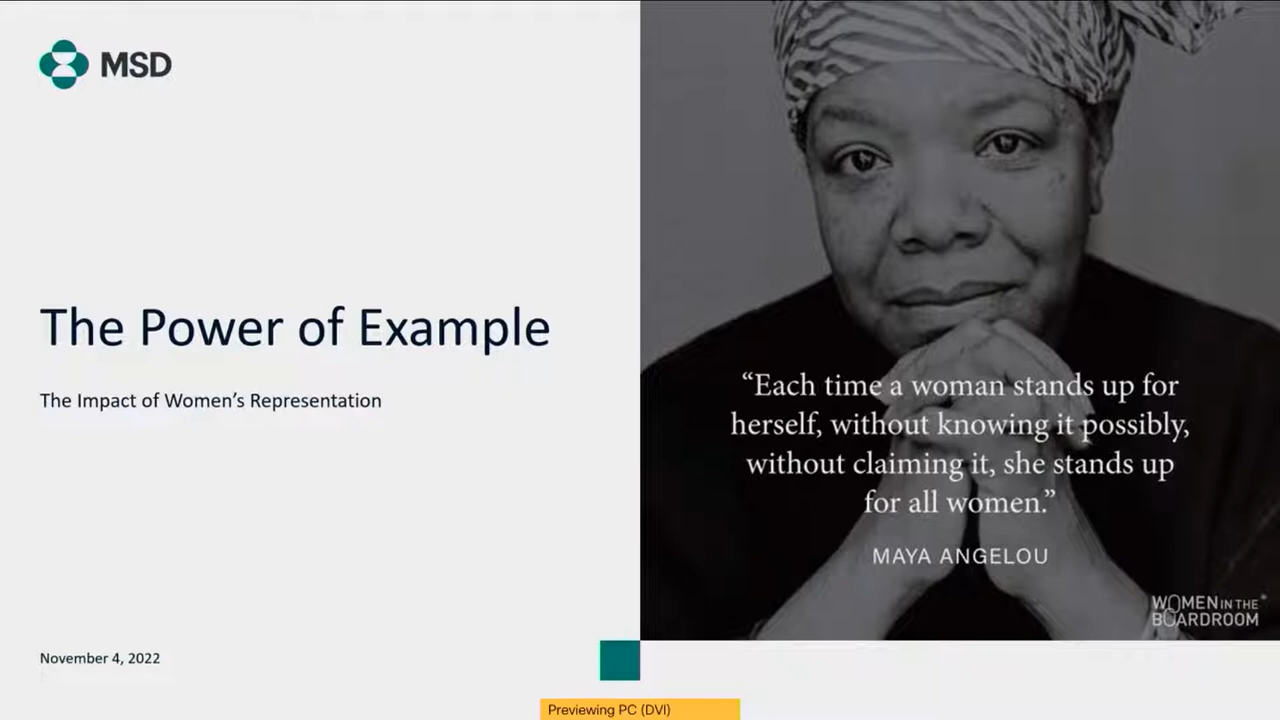 MSD
The Power of Example
The Impact of Women’s Representation
November 4, 2022
“Each time a woman stands up for
herself, without knowing it possibly,
without claiming it, she stands up
for all women.”
MAYA ANGELOU
WOMEN IN THE
BOARDROOM
Previewing PC (DVI)